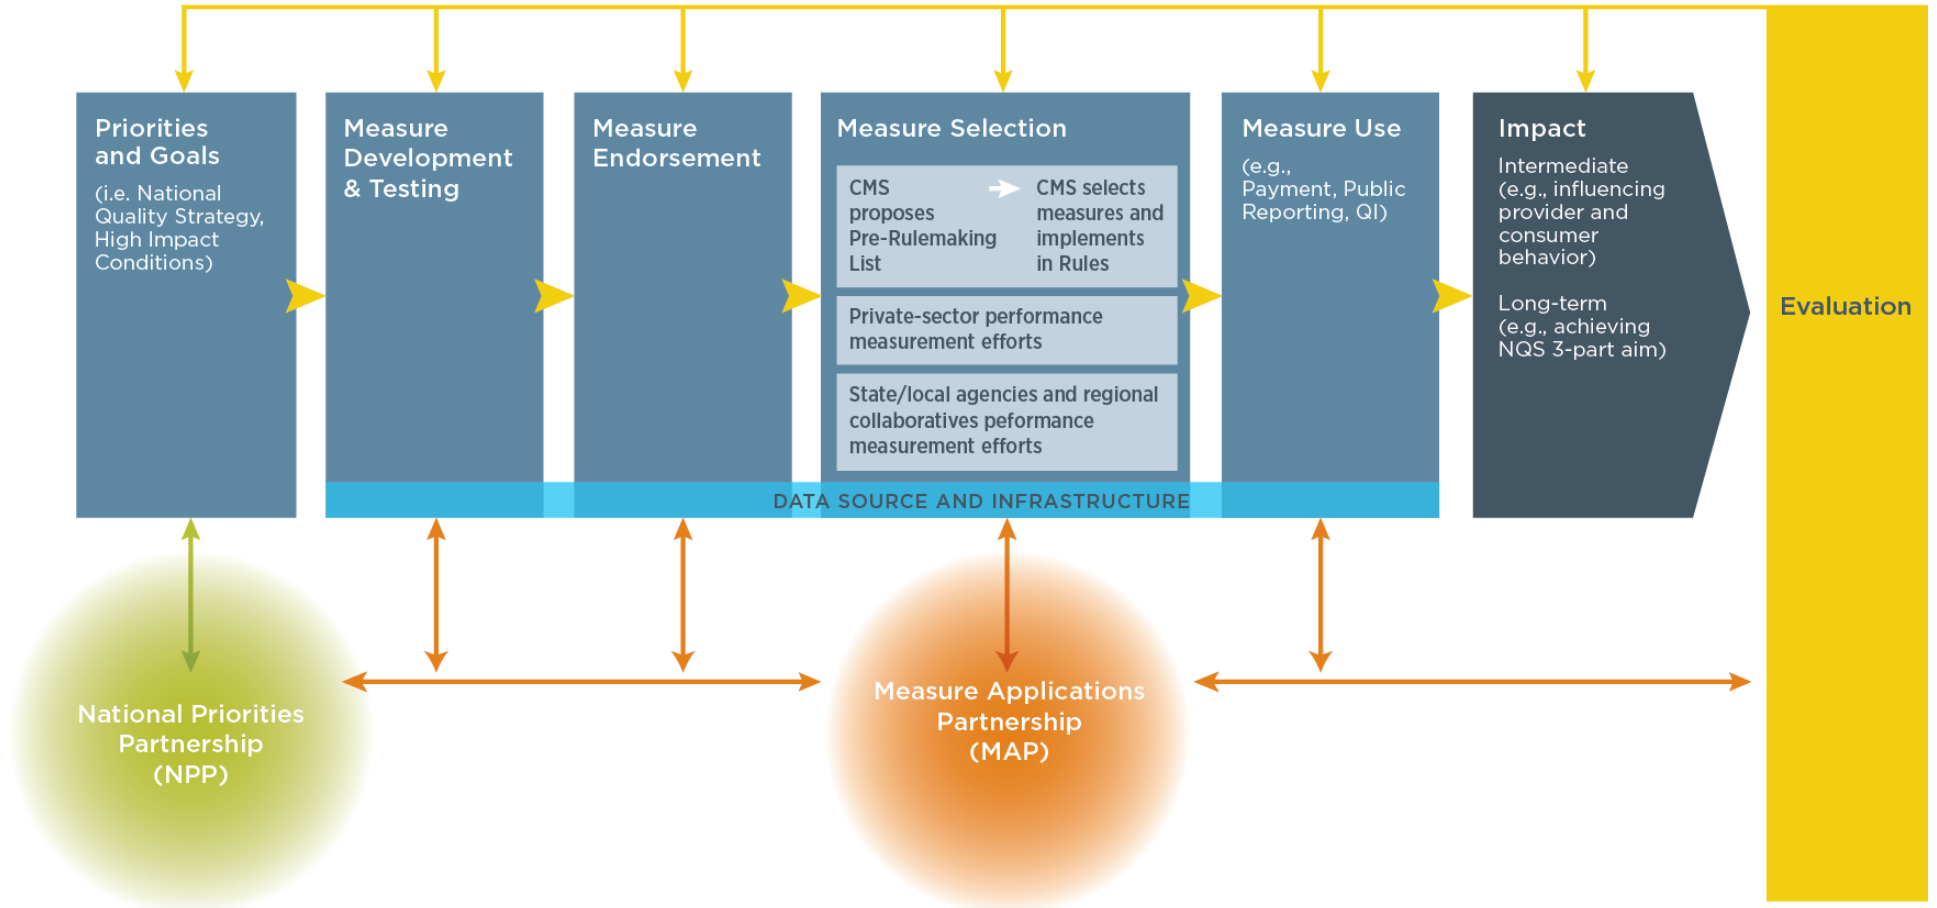 Priorities
and Goals
(i.e. National
Quality Strategy,
High Impact
Conditions)
Measure
Development
& Testing
Measure
Endorsement
Measure Selection
CMS
proposes
Pre-Rulemaking
List
CMS selects
measures and
implements
in Rules
Private-sector performance
measurement efforts
State/local agencies and regional
collaboratives peformance
measurement efforts
Measure Use
(e.g.,
Payment, Public
Reporting, QI)
Impact
Intermediate
(e.g., influencing
provider and
consumer
behavior)
Long-term
(e.g., achieving
NQS 3-part aim)
Evaluation
DATA SOURCE AND INFRASTRUCTURE
National Priorities
Partnership
(NPP)
Measure Applications
Partnership
(MAP)